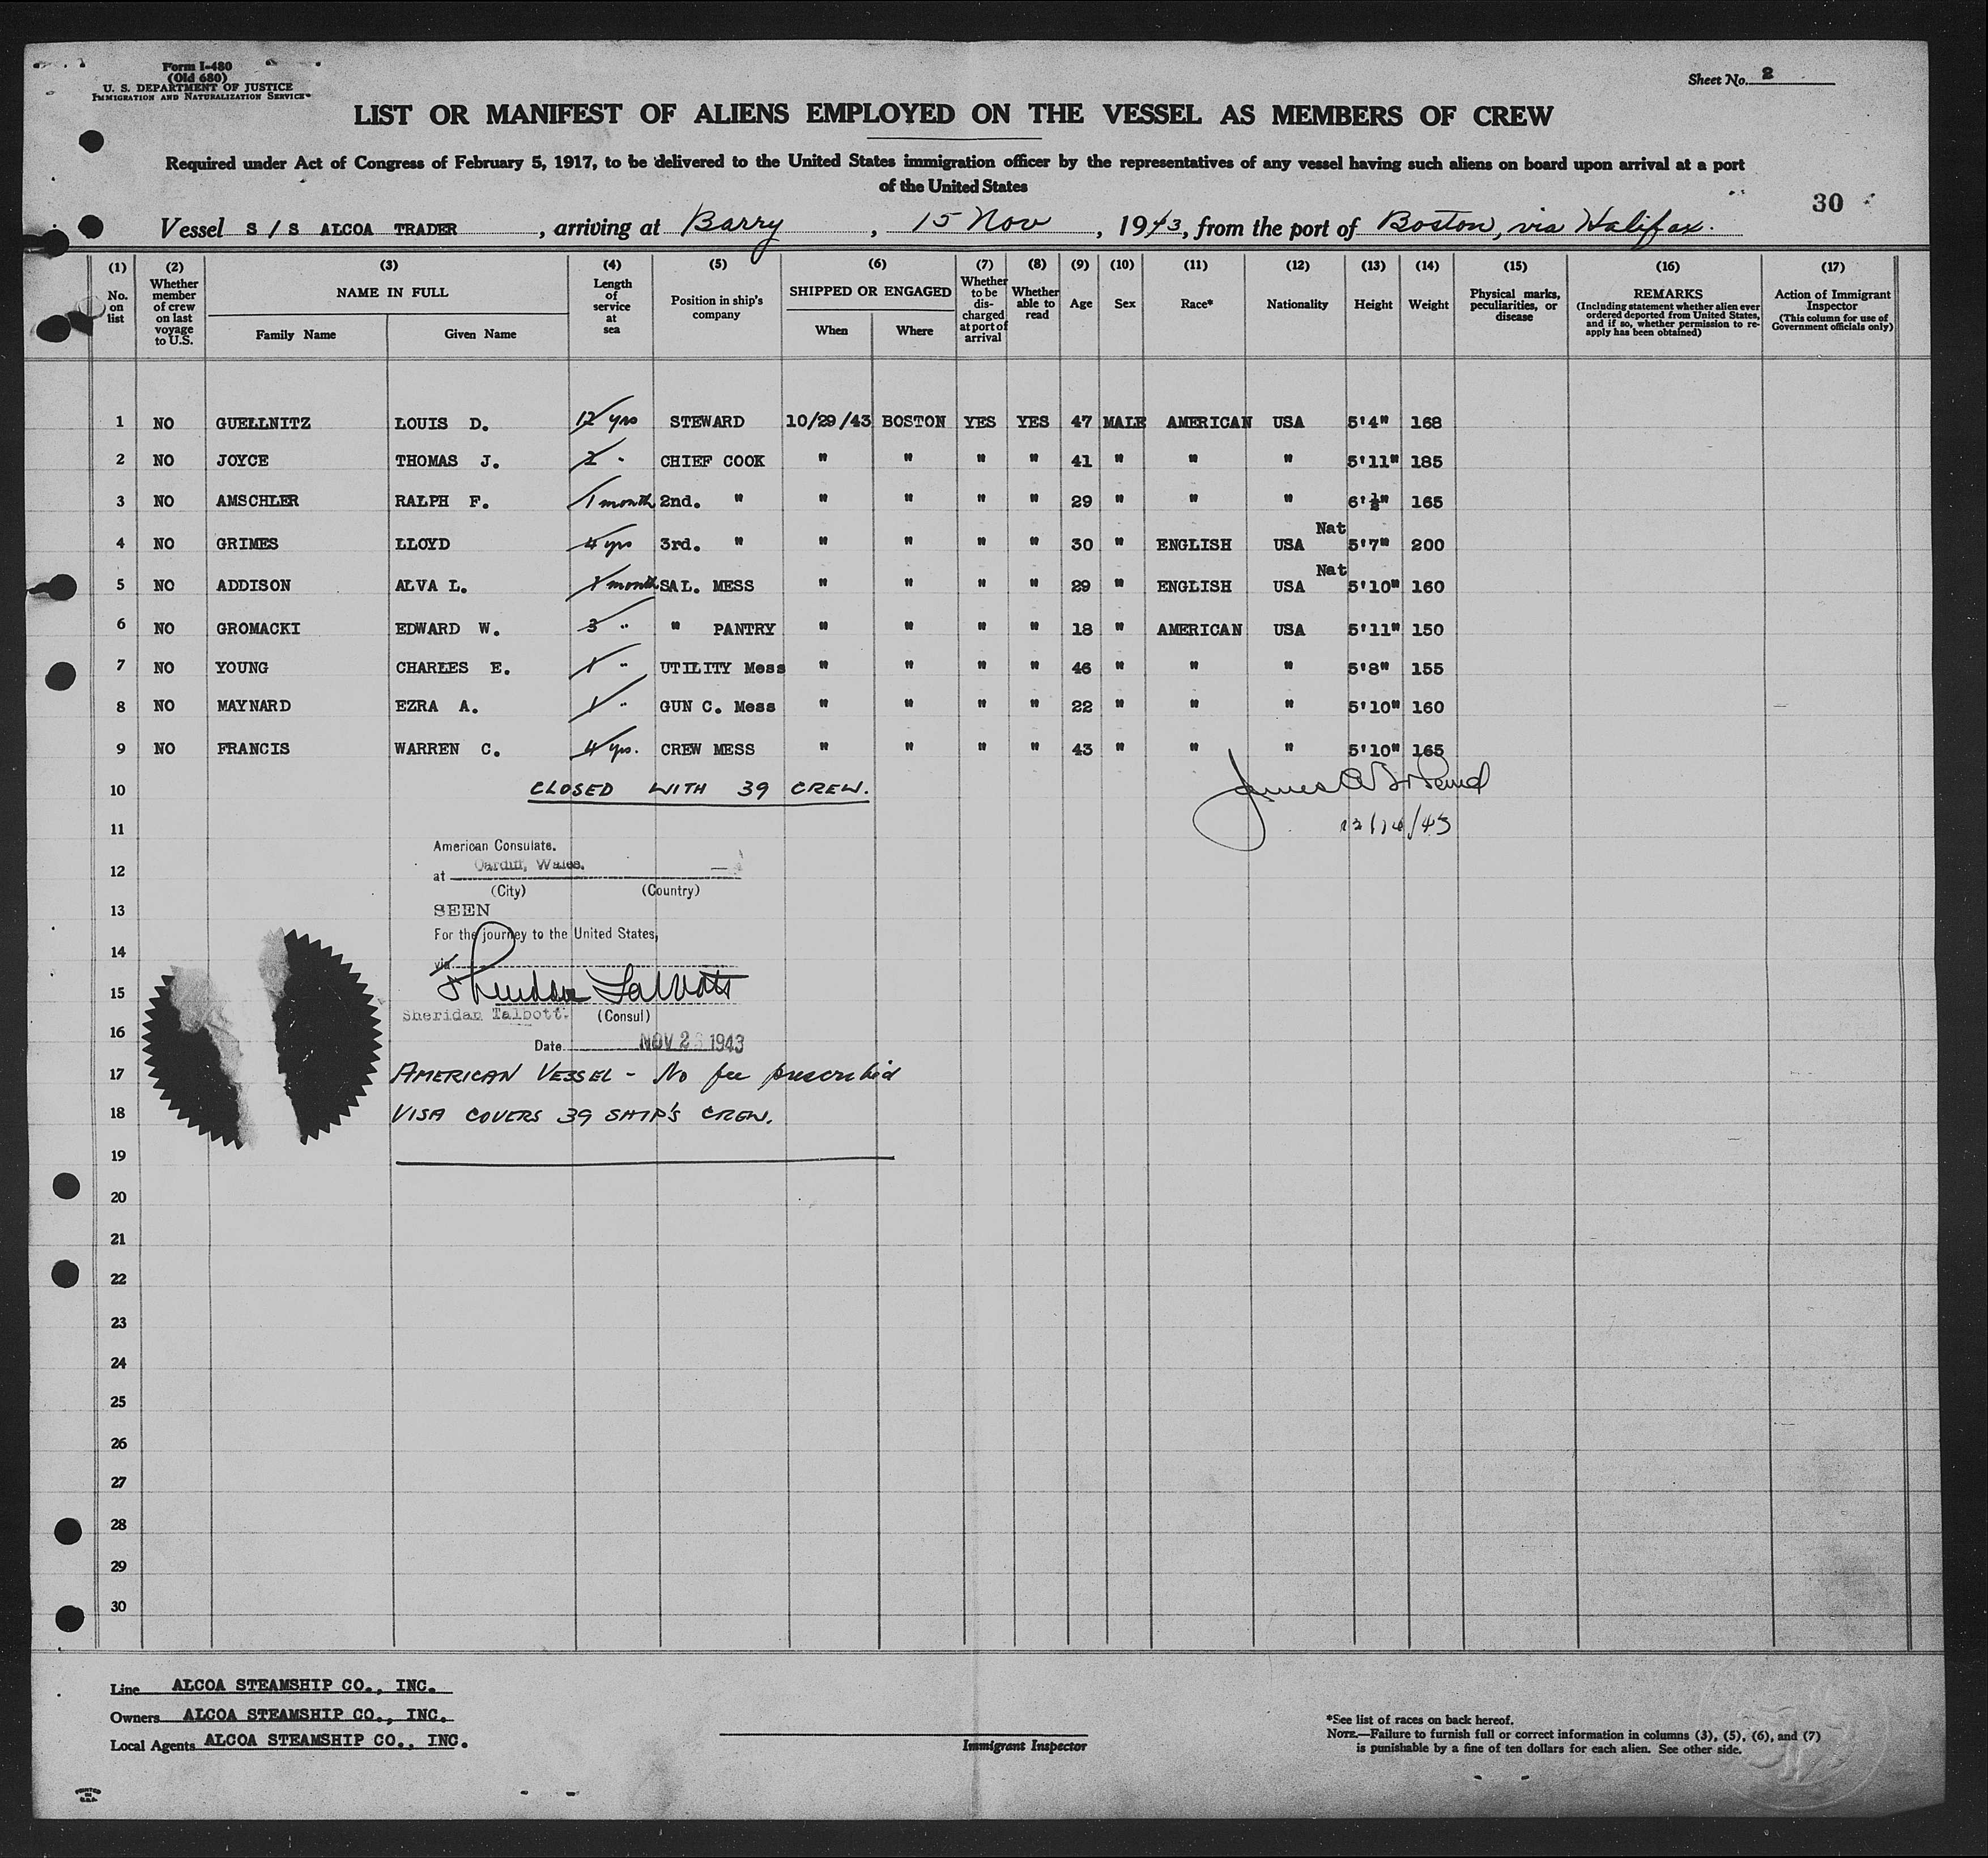 Form I-480
(Old 680)
U. S. DEPARTMENT OF JUSTICE
IMMIGRATION AND NATURALIZATION SERVICE
Sheet No. 2
LIST OR MANIFEST OF ALIENS EMPLOYED ON THE VESSEL AS MEMBERS OF CREW
Required under Act of Congress of February 5, 1917, to be delivered to the United States immigration officer by the representatives of any vessel having such aliens on board upon arrival at a port
of the United States
30
Vessel S/S ALCOA TRADER, arriving at Barry, 15 Nov, 1943, from the port of Boston, via Halifax.
(1) (2) (3) (4) (5) (6) (7) (8) (9) (10) (11) (12) (13) (14) (15) (16) (17)
No. on list Whether member of crew on last voyage to U.S. NAME IN FULL Family Name Given Name Length of service at sea Position in ship's company SHIPPED OR ENGAGED When Where Whether to be discharged at port of arrival Whether able to read Age Sex Race* Nationality Height Weight Physical marks, peculiarities, or disease REMARKS (Including statement whether alien ever ordered deported from United States, and if so, whether permission to re-apply has been obtained) Action of Immigrant Inspector (This column for use of Government officials only)
1 NO GUELLNITZ LOUIS D. 12 yrs STEWARD 10/29/43 BOSTON YES YES 47 MALE AMERICAN USA 5'4" 168
2 NO JOYCE THOMAS J. 2 " CHIEF COOK " " " " 41 " " " 5'11" 185
3 NO AMSCHLER RALPH F. 1 month 2nd. " " " " " 29 " " " 6'½" 165
4 NO GRIMES LLOYD 4 yrs 3rd. " " " " " 30 " ENGLISH USA Nat 5'7" 200
5 NO ADDISON ALVA L. 1 month SAL. MESS " " " " 29 " ENGLISH USA Nat 5'10" 160
6 NO GROMACKI EDWARD W. 3 " " PANTRY " " " " 18 " AMERICAN USA 5'11" 150
7 NO YOUNG CHARLES E. 1 " UTILITY Mess " " " " 46 " " " 5'8" 155
8 NO MAYNARD EZRA A. 1 " GUN C. Mess " " " " 22 " " " 5'10" 160
9 NO FRANCIS WARREN C. 4 yrs. CREW MESS " " " " 43 " " " 5'10" 165
10 CLOSED WITH 39 CREW.
11
American Consulate.
12 at Cardiff, Wales.
(City) (Country)
13 SEEN
For the journey to the United States,
14 via
15 Sheridan Talbott
Sheridan Talbott. (Consul)
16
Date NOV 2 1943
17 AMERICAN VESSEL - No fee prescribed
18 VISA COVERS 39 SHIP'S CREW.
19
20
21
22
23
24
25
26
27
28
29
30
Line ALCOA STEAMSHIP CO., INC.
Owners ALCOA STEAMSHIP CO., INC.
Local Agents ALCOA STEAMSHIP CO., INC.
Immigrant Inspector
*See list of races on back hereof.
NOTE.—Failure to furnish full or correct information in columns (3), (5), (6), and (7)
is punishable by a fine of ten dollars for each alien. See other side.
PRINTED
IN
U.S.A.